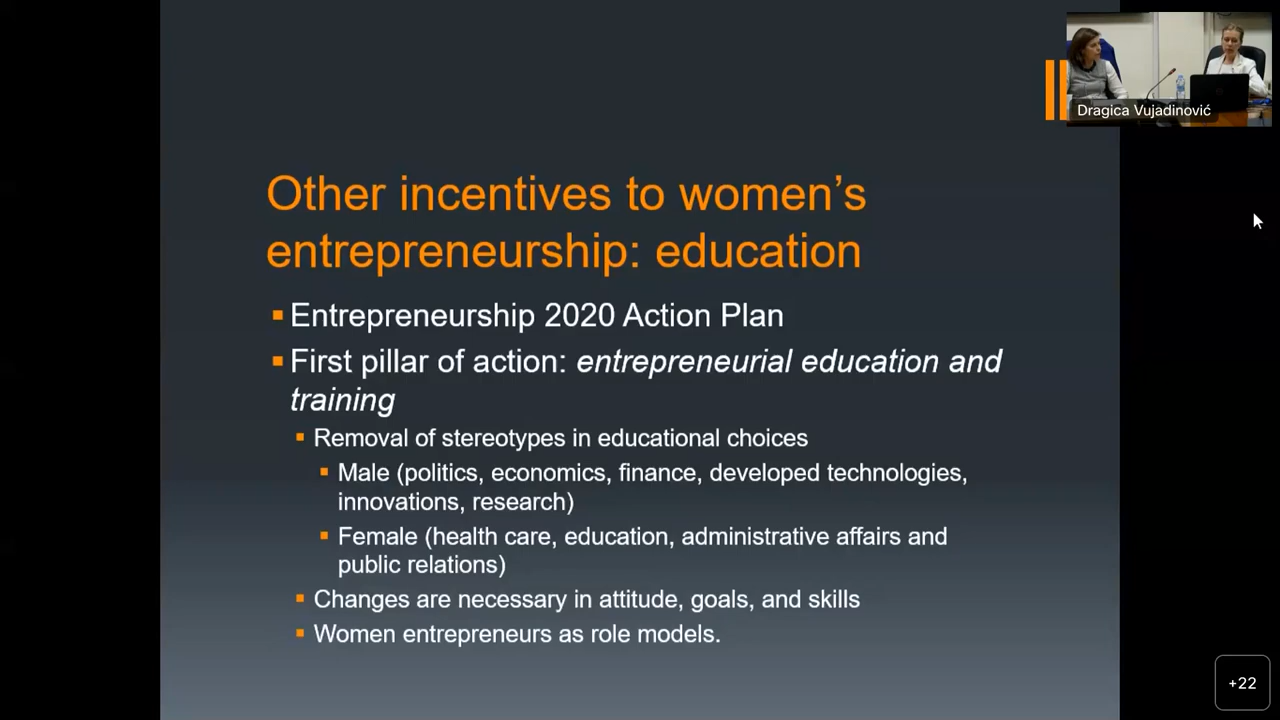 Dragica Vujadinović
Other incentives to women’s
entrepreneurship: education
Entrepreneurship 2020 Action Plan
First pillar of action: entrepreneurial education and
training
Removal of stereotypes in educational choices
Male (politics, economics, finance, developed technologies,
innovations, research)
Female (health care, education, administrative affairs and
public relations)
Changes are necessary in attitude, goals, and skills
Women entrepreneurs as role models.
+22